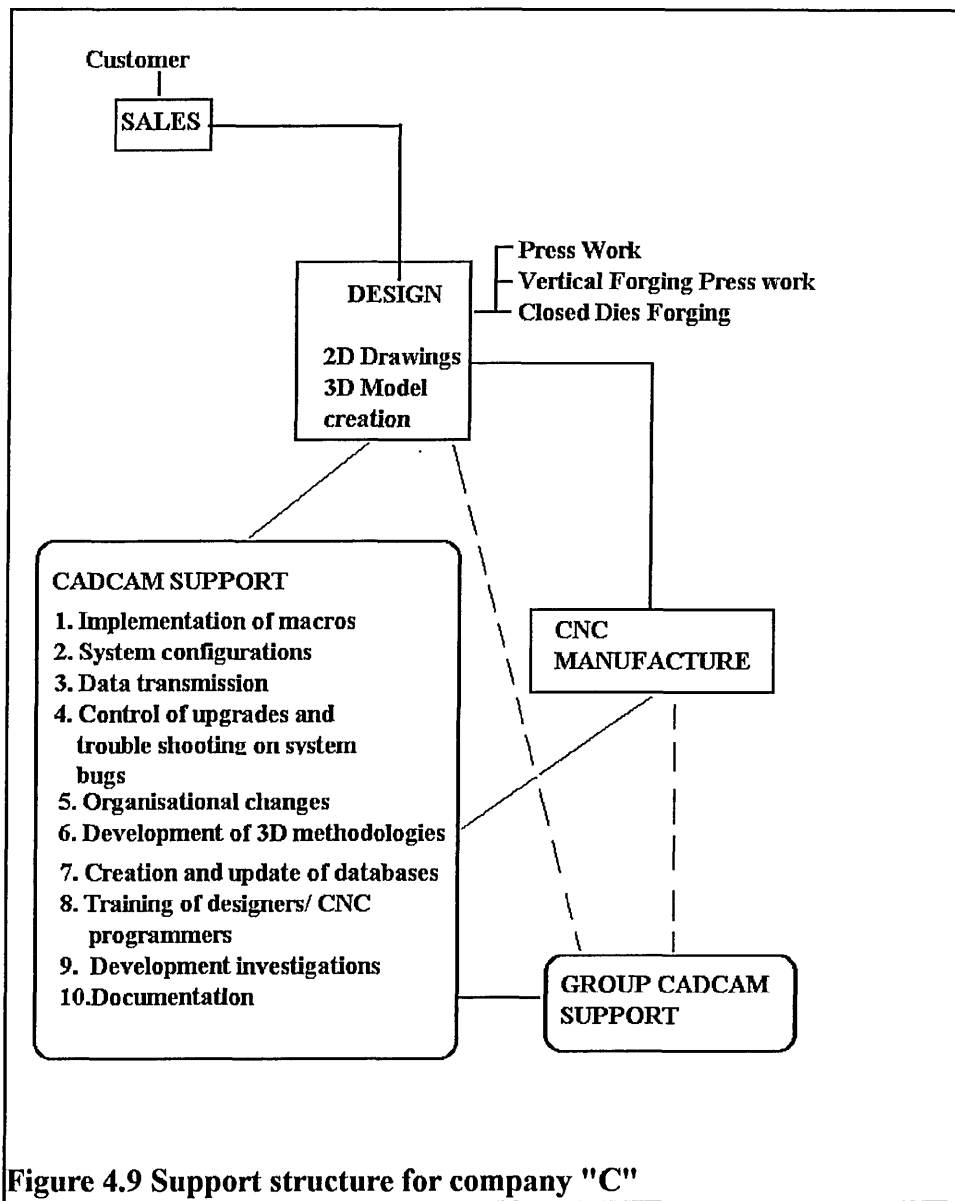 Customer
SALES
Press Work
Vertical Forging Press work
Closed Dies Forging
DESIGN
2D Drawings
3D Model
creation
CADCAM SUPPORT
1. Implementation of macros
2. System configurations
3. Data transmission
4. Control of upgrades and
trouble shooting on system
bugs
5. Organisational changes
6. Development of 3D methodologies
7. Creation and update of databases
8. Training of designers/ CNC
programmers
9. Development investigations
10.Documentation
CNC
MANUFACTURE
GROUP CADCAM
SUPPORT
Figure 4.9 Support structure for company "C"